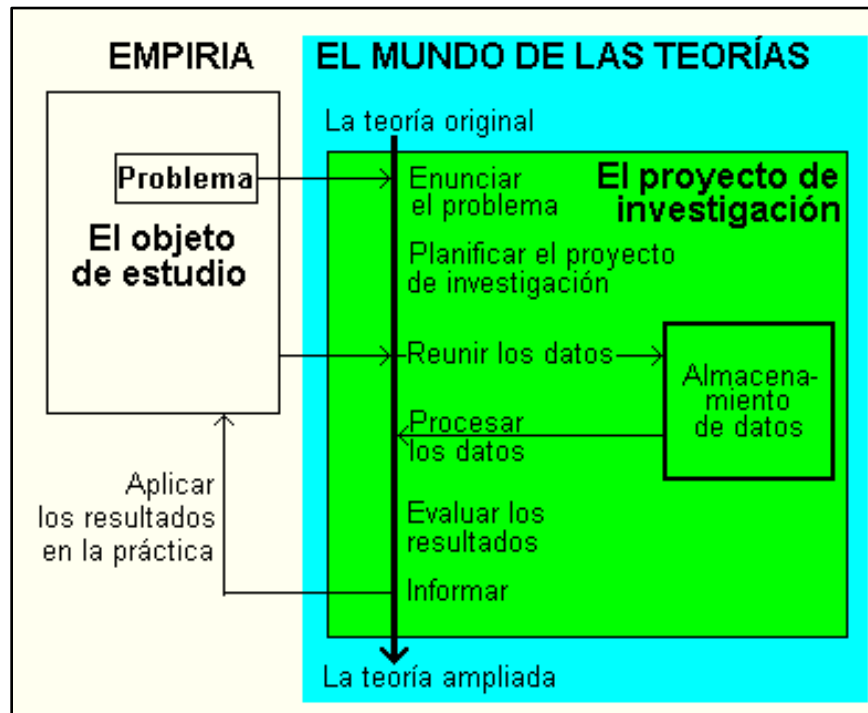 EMPIRIA
EL MUNDO DE LAS TEORÍAS
La teoría original
Problema
El objeto
de estudio
Enunciar
el problema
El proyecto de
investigación
Planificar el proyecto
de investigación
Reunir los datos
Almacena-
miento
de datos
Procesar
los datos
Aplicar
los resultados
en la práctica
Evaluar los
resultados
Informar
La teoría ampliada